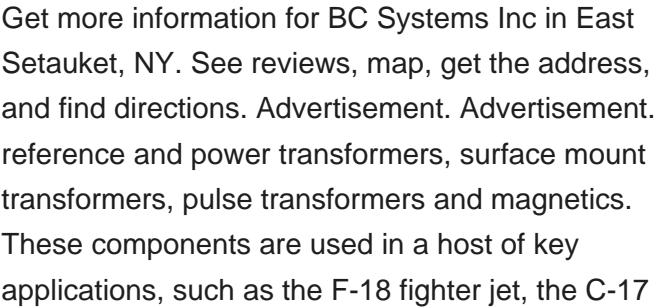 Get more information for BC Systems Inc in East
Setauket, NY. See reviews, map, get the address,
and find directions. Advertisement. Advertisement.
reference and power transformers, surface mount
transformers, pulse transformers and magnetics.
These components are used in a host of key
applications, such as the F-18 fighter jet, the C-17